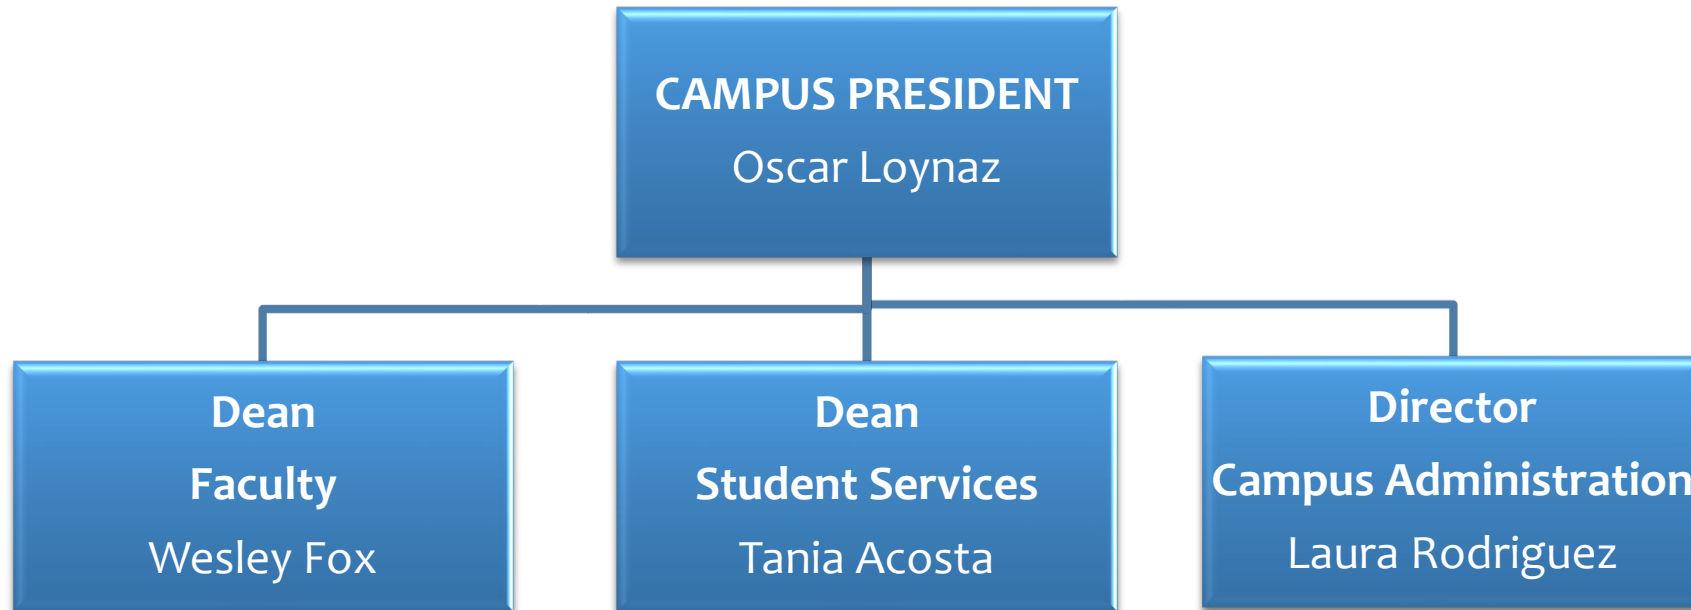 CAMPUS PRESIDENT
Oscar Loynaz
Dean
Faculty
Wesley Fox
Dean
Student Services
Tania Acosta
Director
Campus Administration
Laura Rodriguez